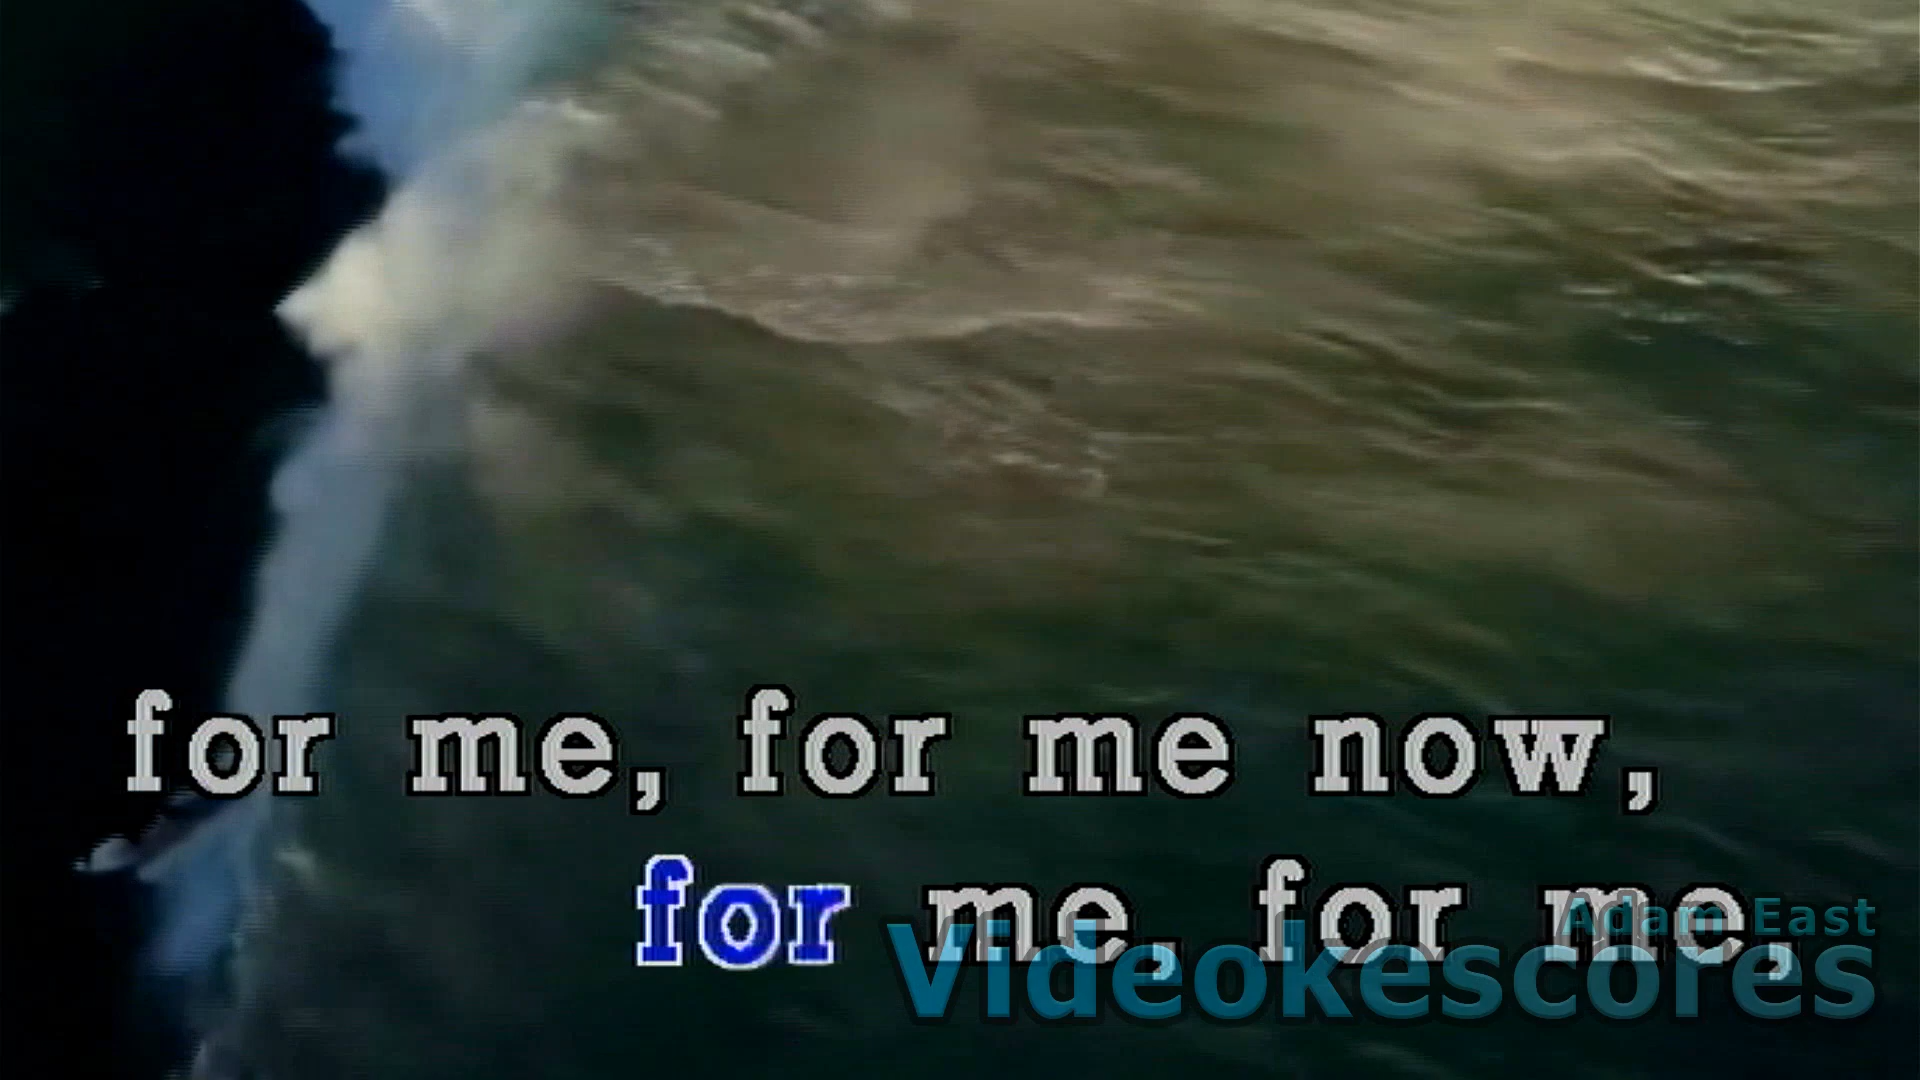 for me, for me now,
for me, for me,
Adam East
Videokescores